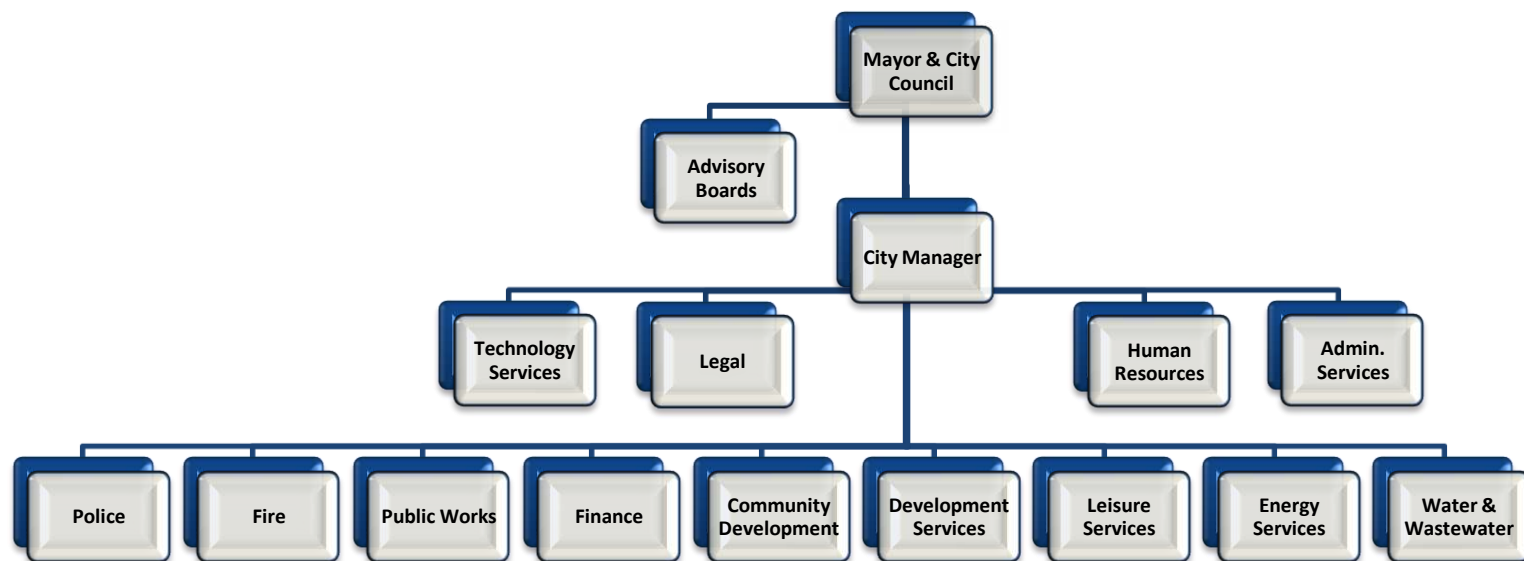 Mayor & City
Council
Advisory
Boards
City Manager
Technology
Services
Legal
Human
Resources
Admin.
Services
Police
Fire
Public Works
Finance
Community
Development
Development
Services
Leisure
Services
Energy
Services
Water &
Wastewater